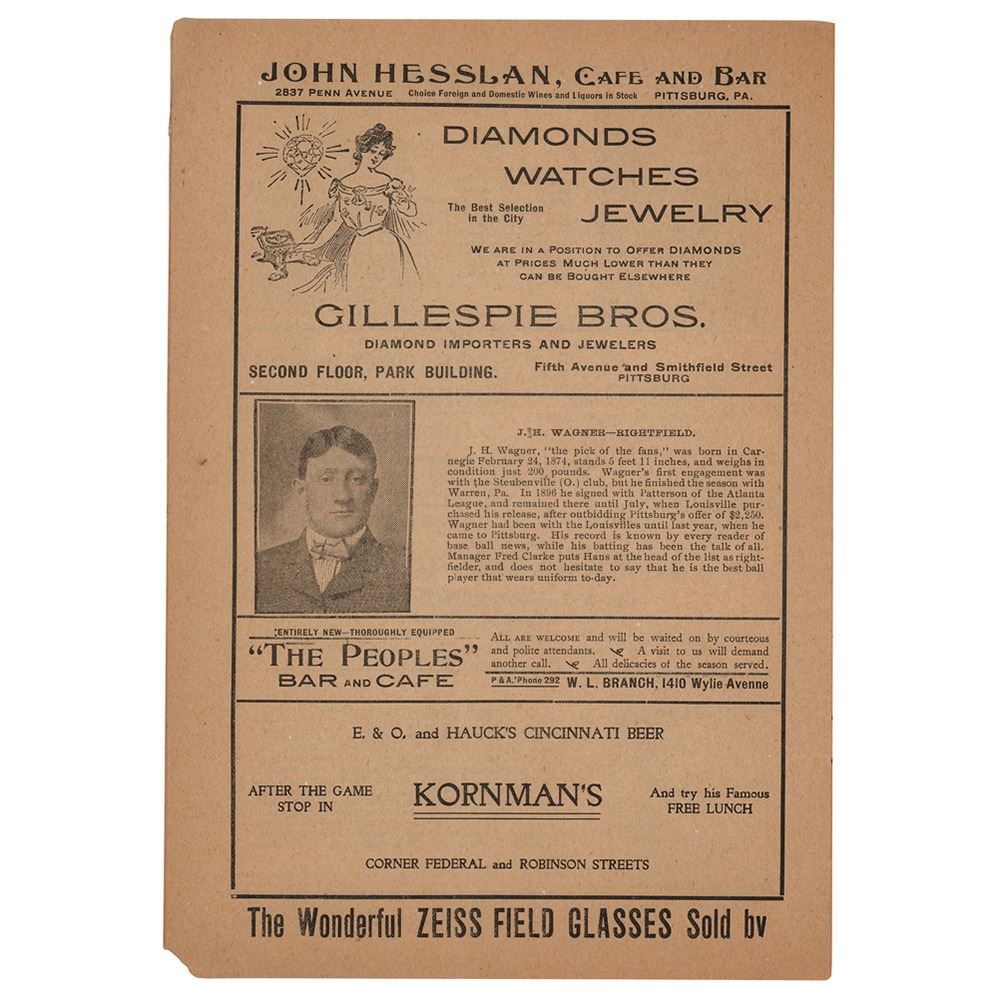 JOHN HESSLAN, CAFE AND BAR
2837 PENN AVENUE Choice Foreign and Domestic Wines and Liquors in Stock PITTSBURG, PA.
DIAMONDS
WATCHES
The Best Selection
in the City
JEWELRY
WE ARE IN A POSITION TO OFFER DIAMONDS
AT PRICES MUCH LOWER THAN THEY
CAN BE BOUGHT ELSEWHERE
GILLESPIE BROS.
DIAMOND IMPORTERS AND JEWELERS
SECOND FLOOR, PARK BUILDING.
Fifth Avenue and Smithfield Street
PITTSBURG
J. H. WAGNER—RIGHTFIELD.
J. H. Wagner, "the pick of the fans," was born in Car-
negie February 24, 1874, stands 5 feet 11 inches, and weighs in
condition just 200 pounds. Wagner's first engagement was
with the Steubenville (O.) club, but he finished the season with
Warren, Pa. In 1896 he signed with Patterson of the Atlanta
League, and remained there until July, when Louisville pur-
chased his release, after outbidding Pittsburg's offer of $2,250.
Wagner had been with the Louisvilles until last year, when he
came to Pittsburg. His record is known by every reader of
base ball news, while his batting has been the talk of all.
Manager Fred Clarke puts Hans at the head of the list as right-
fielder, and does not hesitate to say that he is the best ball
player that wears uniform to-day.
ENTIRELY NEW—THOROUGHLY EQUIPPED
"THE PEOPLES"
BAR AND CAFE
ALL ARE WELCOME and will be waited on by courteous
and polite attendants. A visit to us will demand
another call. All delicacies of the season served.
P & A. 'Phone 292 W. L. BRANCH, 1410 Wylie Avenne
E. & O. and HAUCK'S CINCINNATI BEER
AFTER THE GAME
STOP IN
KORNMAN'S
And try his Famous
FREE LUNCH
CORNER FEDERAL and ROBINSON STREETS
The Wonderful ZEISS FIELD GLASSES Sold by